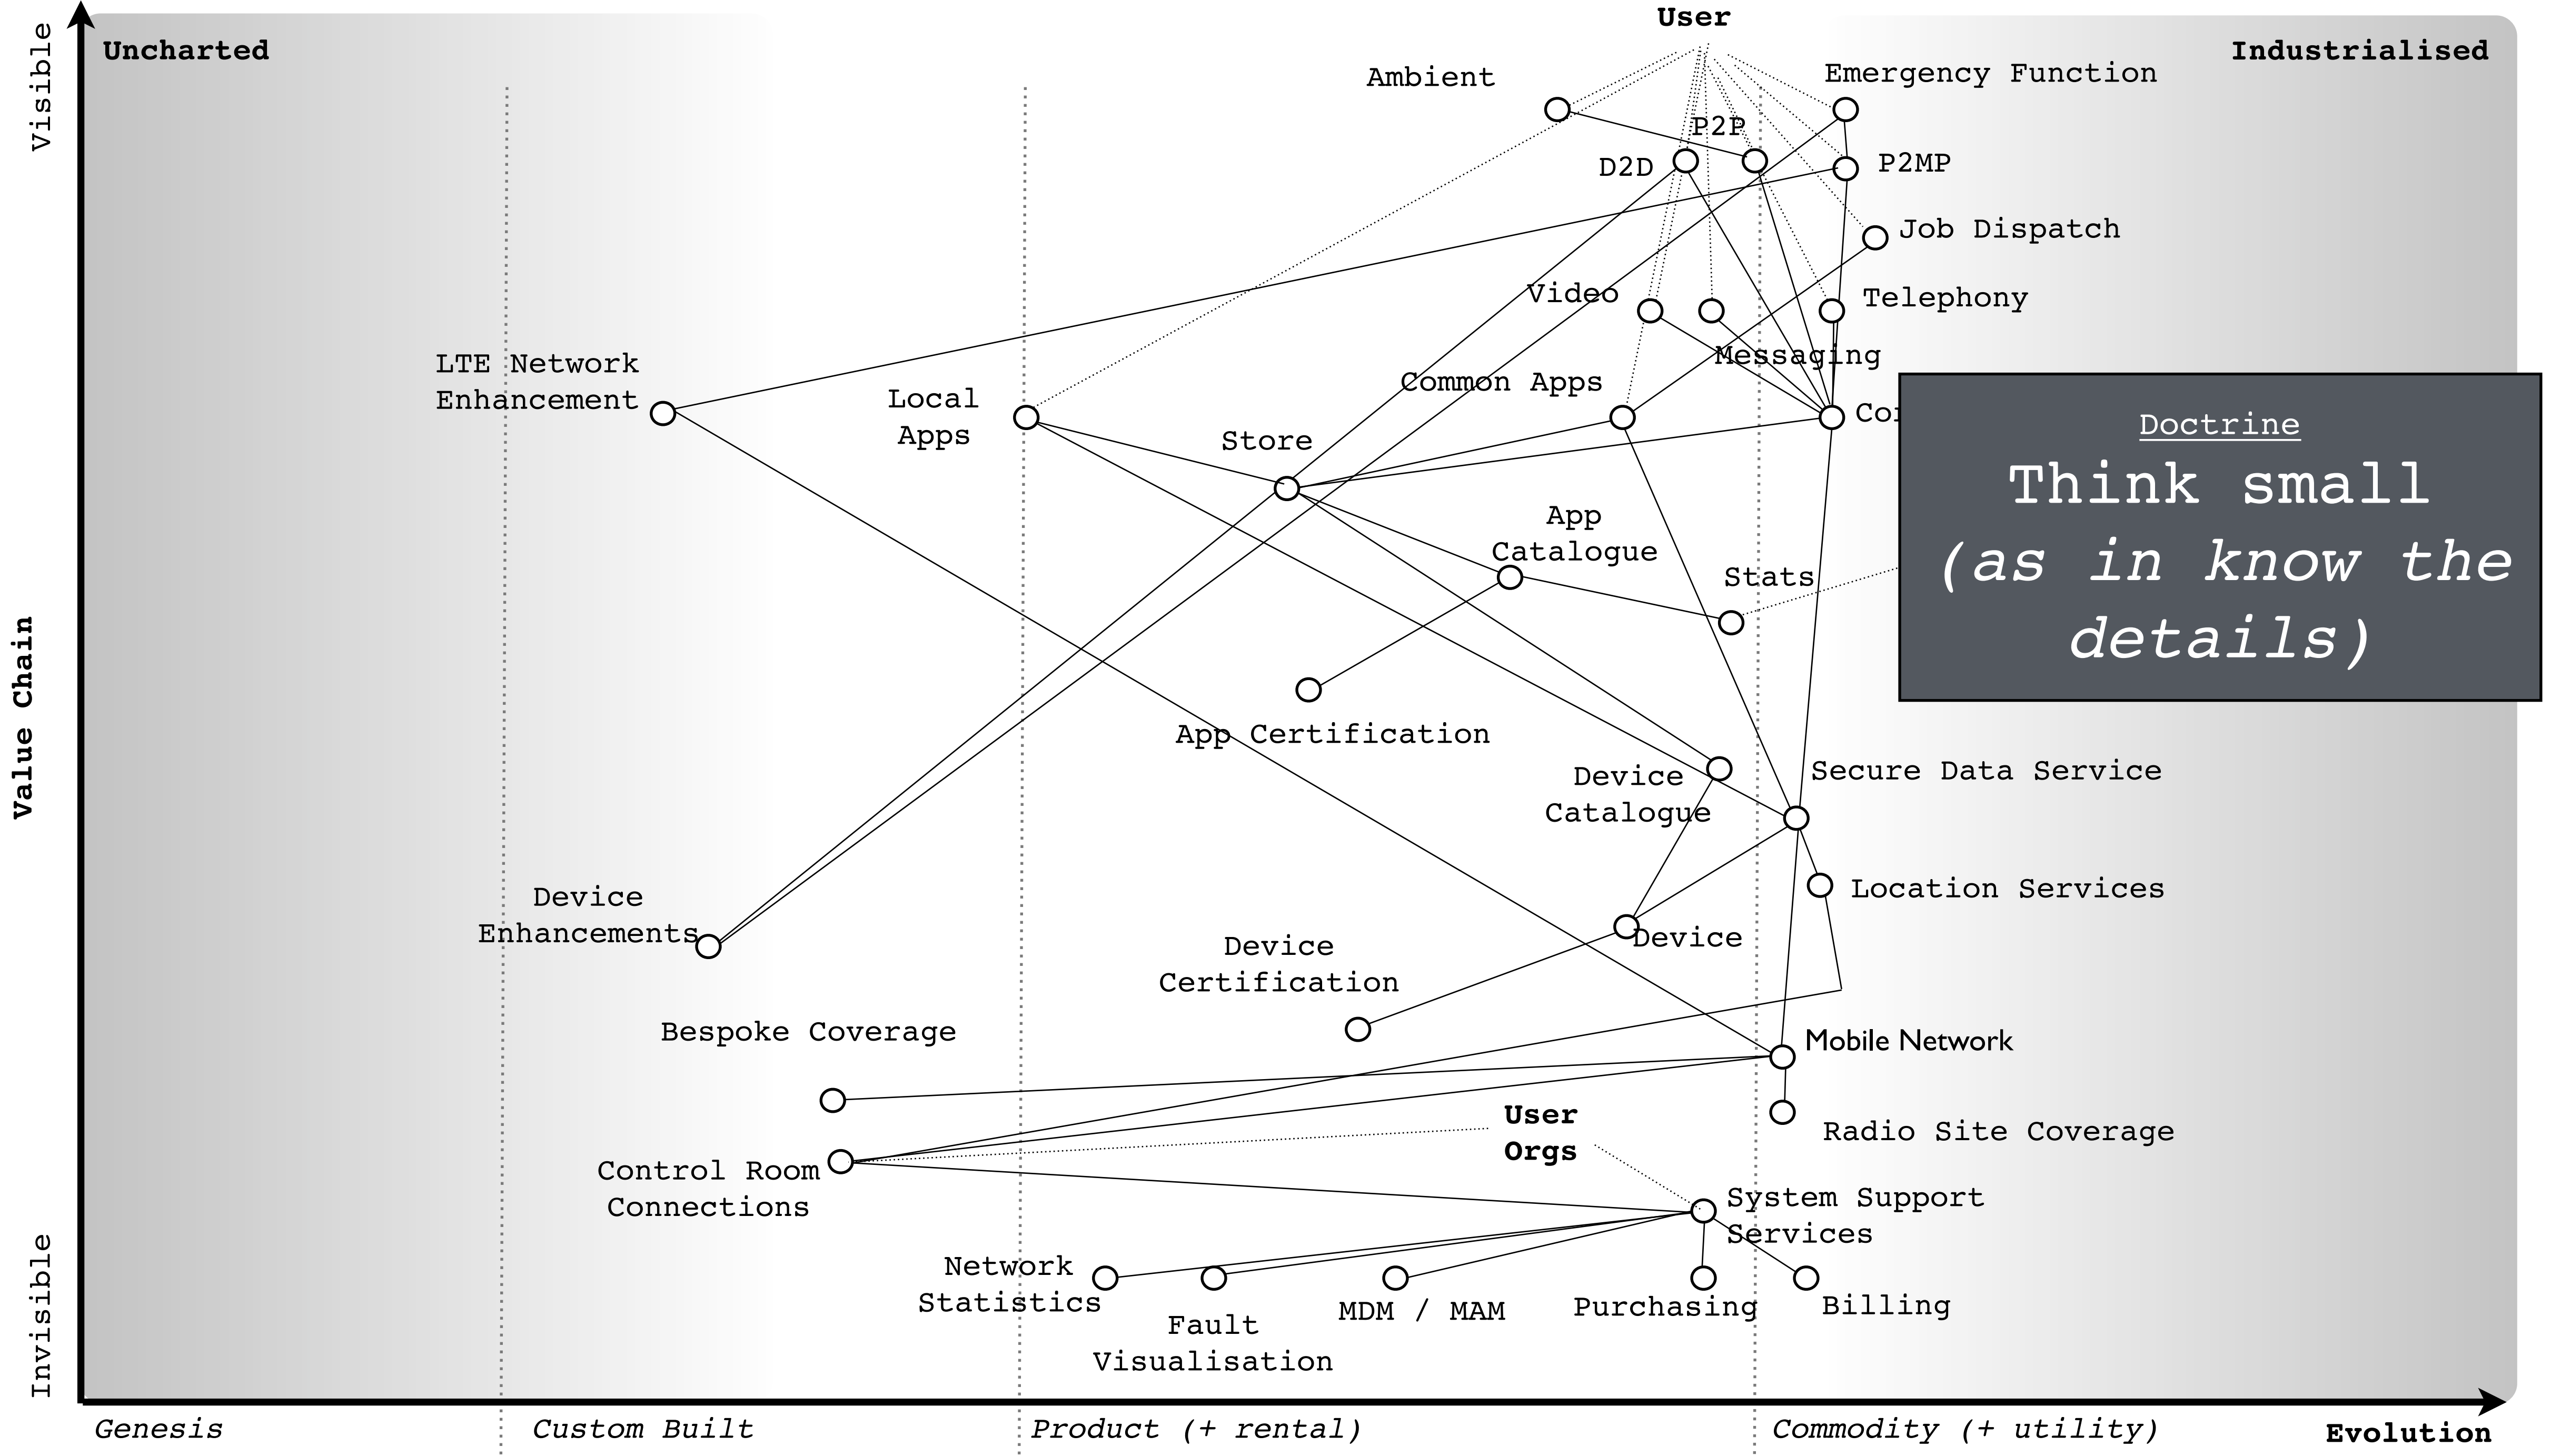 User
Visible
Uncharted
Industrialised
Ambient
Emergency Function
P2P
D2D
P2MP
Job Dispatch
Video
Telephony
Messaging
LTE Network
Enhancement
Local
Apps
Common Apps
Store
Doctrine
Think small
(as in know the
details)
App
Catalogue
Stats
Value Chain
App Certification
Device
Catalogue
Secure Data Service
Location Services
Device
Enhancements
Device
Device
Certification
Bespoke Coverage
Mobile Network
User
Orgs
Radio Site Coverage
Control Room
Connections
System Support
Services
Network
Statistics
Fault
Visualisation
MDM / MAM
Purchasing
Billing
Invisible
Genesis
Custom Built
Product (+ rental)
Commodity (+ utility)
Evolution